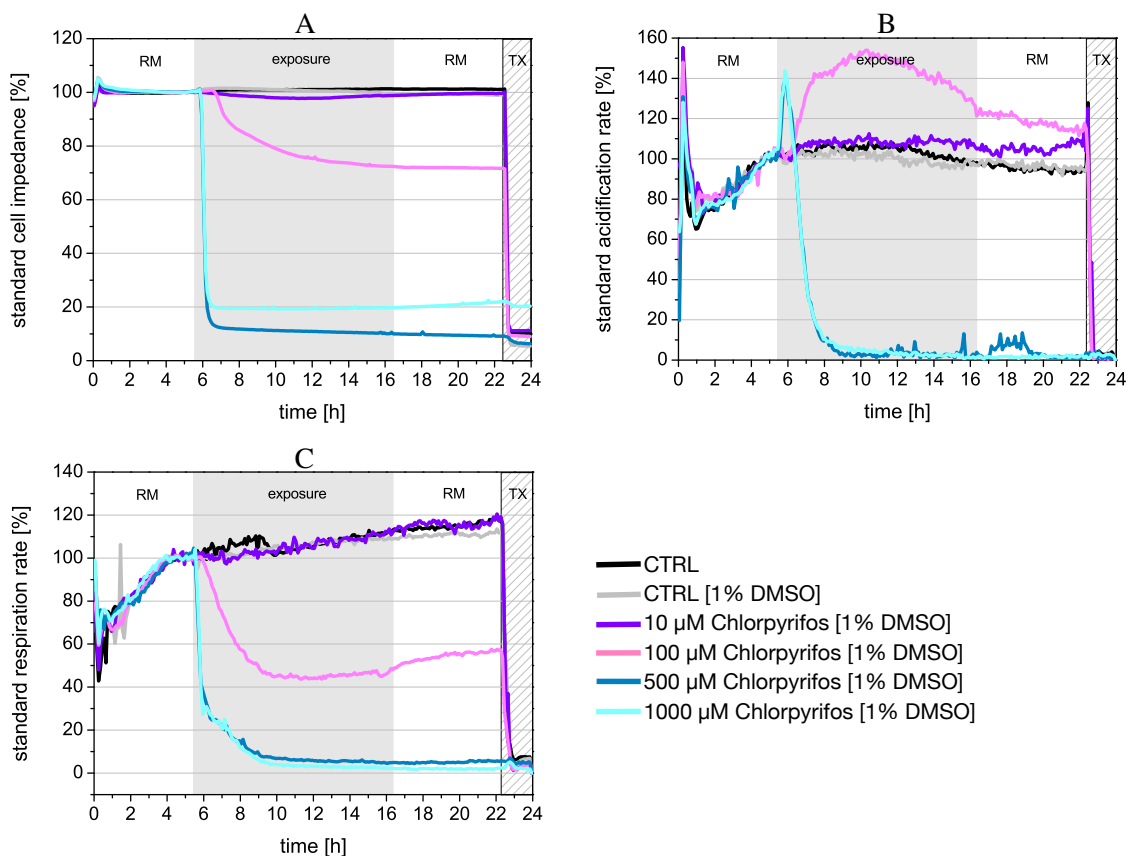 A
standard cell impedance [%]
120
100
80
60
40
20
0
RM
exposure
RM
TX
0 2 4 6 8 10 12 14 16 18 20 22 24
time [h]
B
standard acidification rate [%]
160
140
120
100
80
60
40
20
0
RM
exposure
RM
TX
0 2 4 6 8 10 12 14 16 18 20 22 24
time [h]
C
standard respiration rate [%]
140
120
100
80
60
40
20
0
RM
exposure
RM
TX
0 2 4 6 8 10 12 14 16 18 20 22 24
time [h]
CTRL
CTRL [1% DMSO]
10 µM Chlorpyrifos [1% DMSO]
100 µM Chlorpyrifos [1% DMSO]
500 µM Chlorpyrifos [1% DMSO]
1000 µM Chlorpyrifos [1% DMSO]